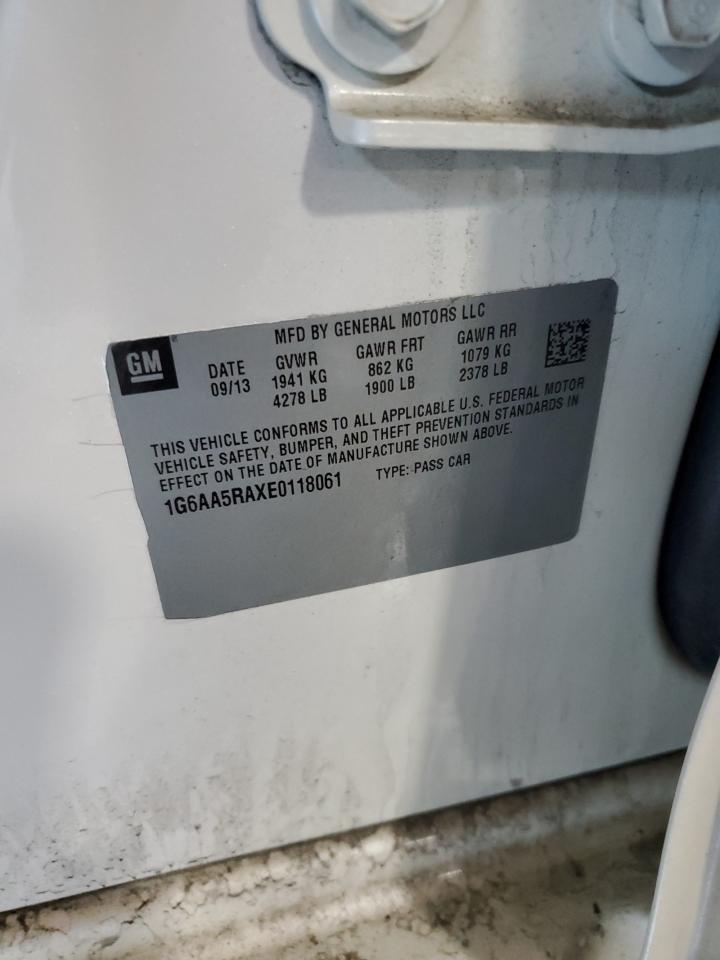 MFD BY GENERAL MOTORS LLC
GM
DATE GVWR GAWR FRT GAWR RR
09/13 1941 KG 862 KG 1079 KG
4278 LB 1900 LB 2378 LB
THIS VEHICLE CONFORMS TO ALL APPLICABLE U.S. FEDERAL MOTOR
VEHICLE SAFETY, BUMPER, AND THEFT PREVENTION STANDARDS IN
EFFECT ON THE DATE OF MANUFACTURE SHOWN ABOVE.
1G6AA5RAXE0118061 TYPE: PASS CAR